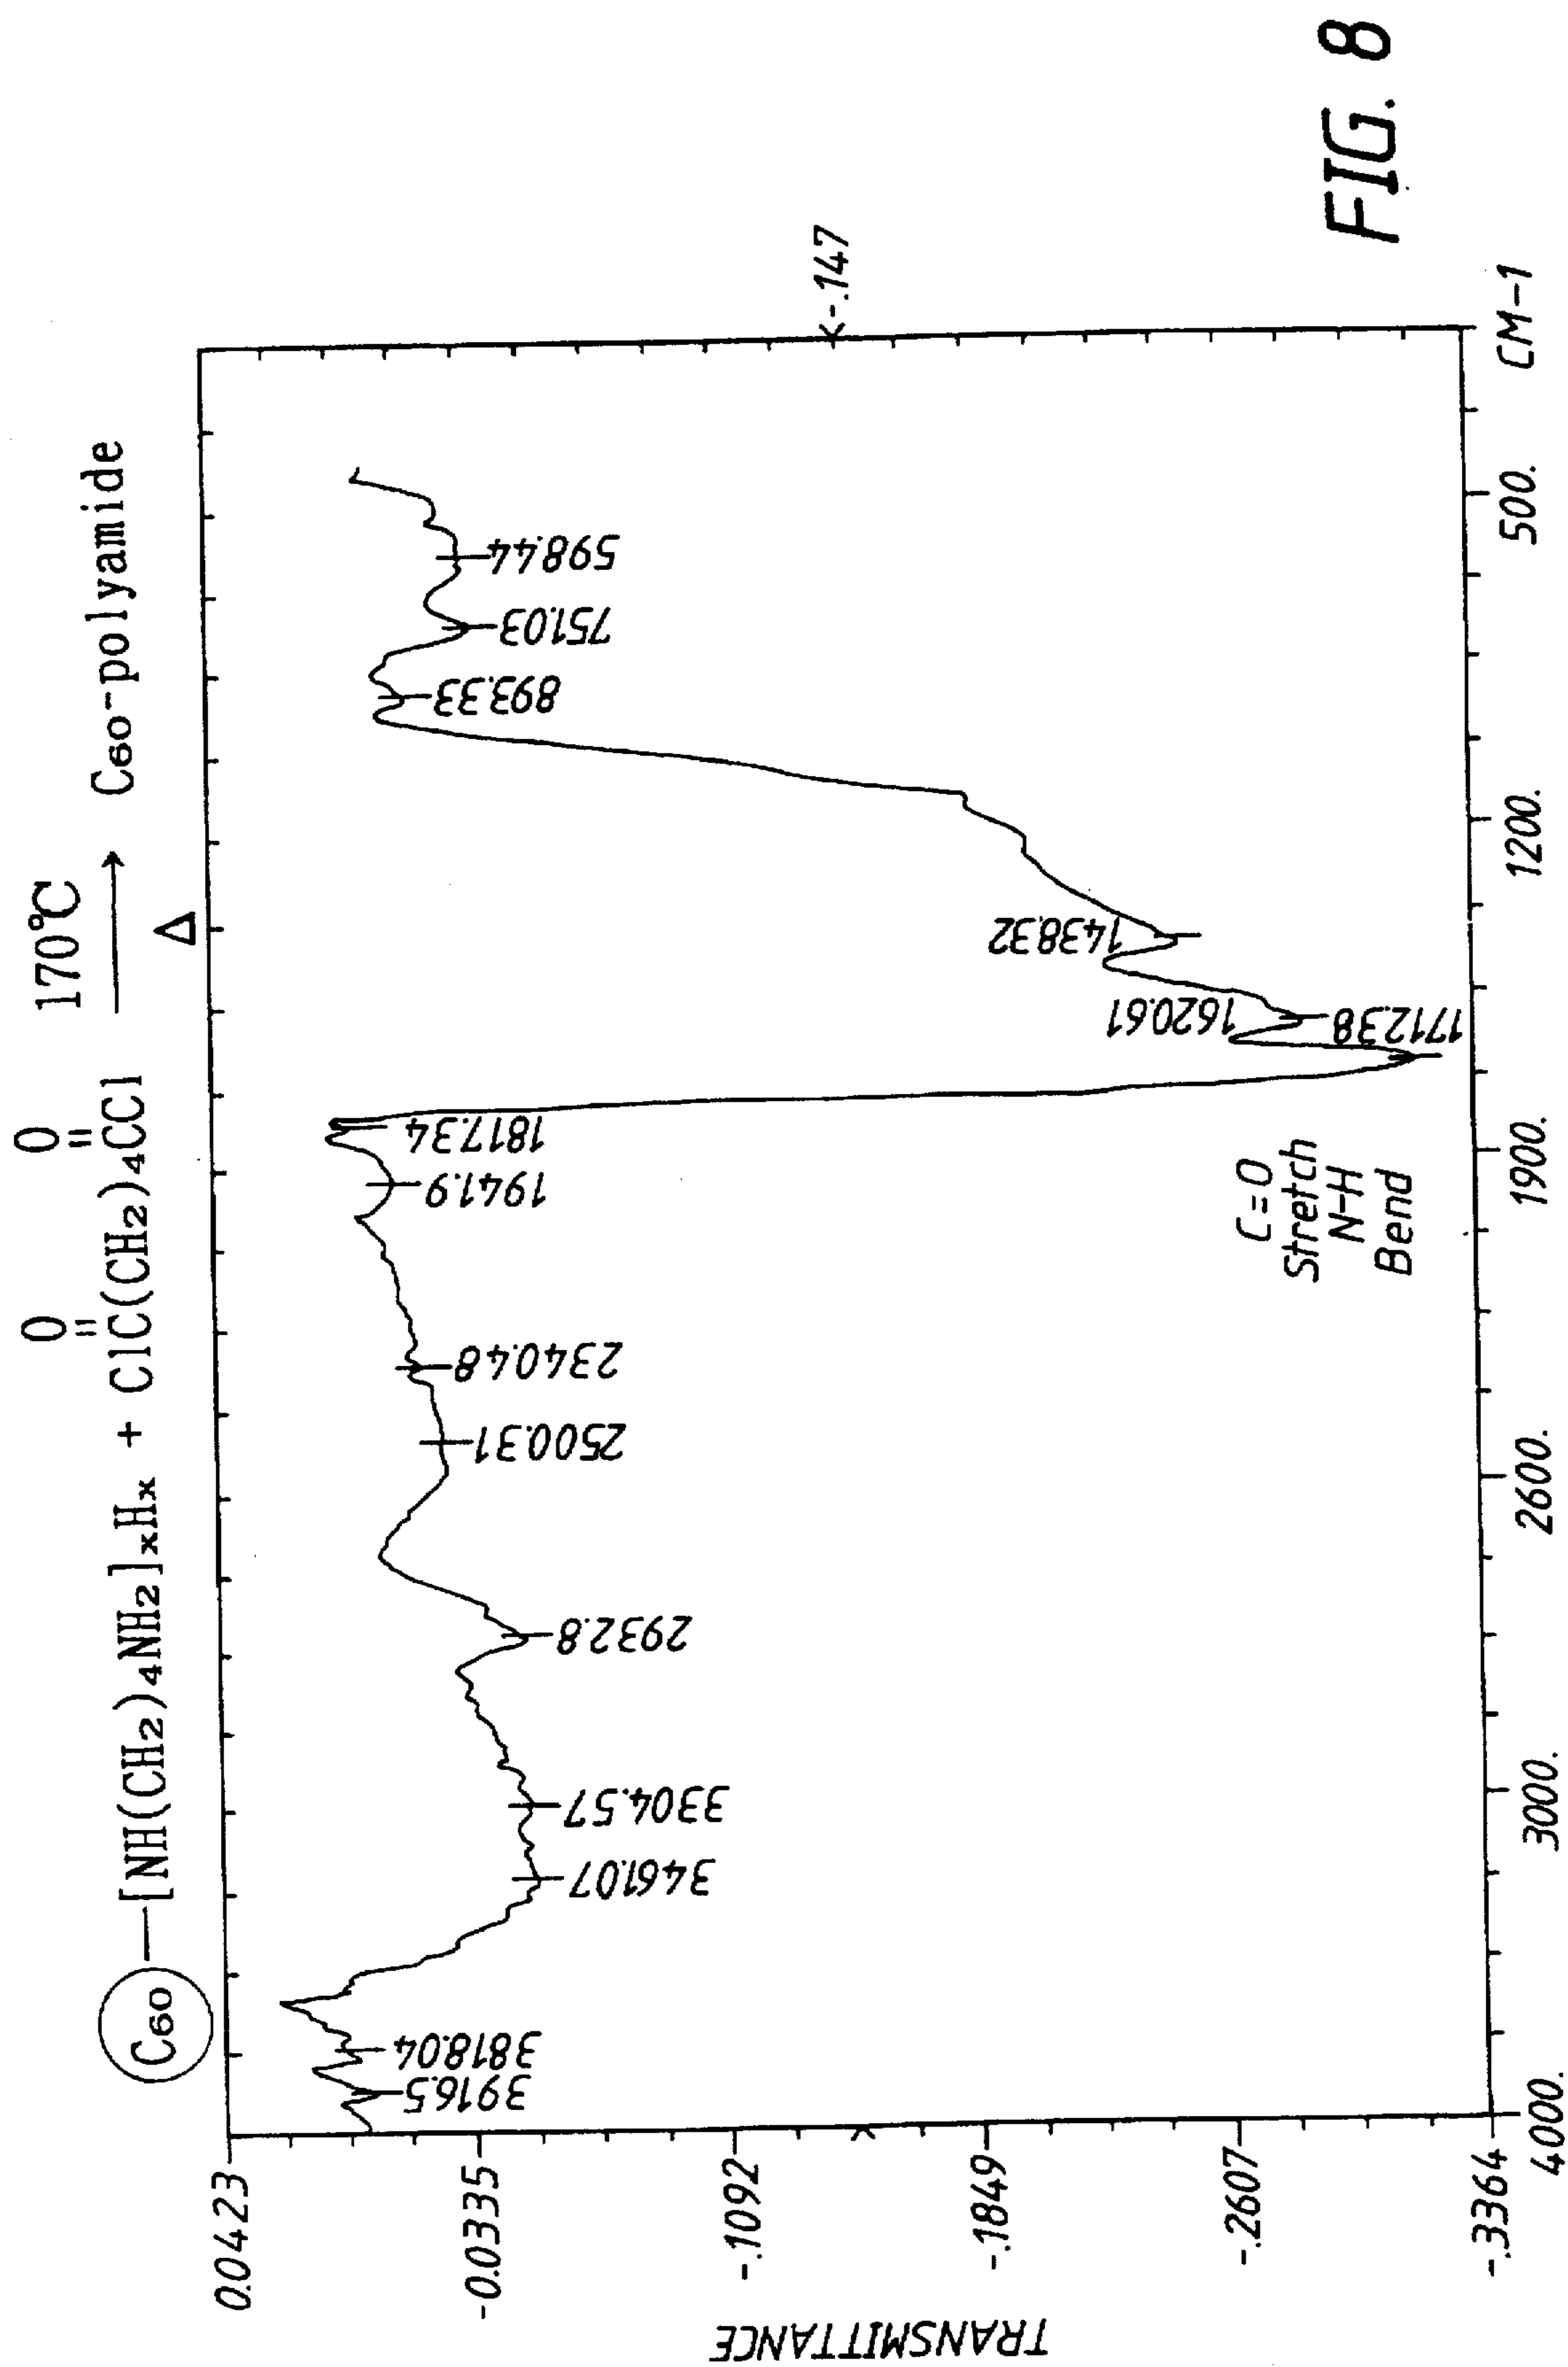 O O 170°C
‖ ‖
C60 —[NH(CH2)4NH2]xHx + ClC(CH2)4CCl ⟶ C60-polyamide
Δ
TRANSMITTANCE
0.0423
-0.0335
-.1092
-.1849
-.2607
-.3364
3916.5
3818.04
3461.07
3304.57
2932.8
2500.31
2340.48
1941.9
1817.34
1712.38
1620.61
1438.32
893.33
751.03
598.44
C=O
Stretch
N-H
Bend
-.147
4000. 3000. 2600. 1900. 1200. 500. CM-1
FIG. 8